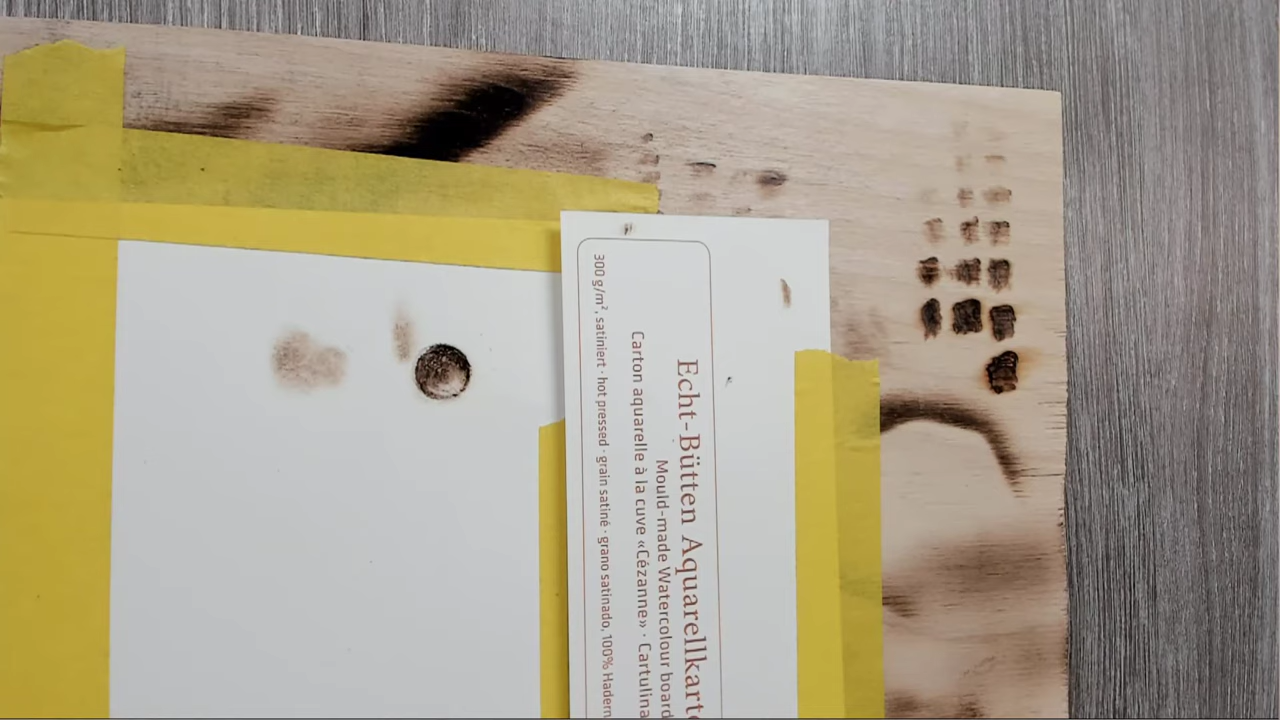 Echt-Bütten Aquarellkarto
Mould-made Watercolour board
Carton aquarelle à la cuve «Cézanne» · Cartulina
300 g/m², satiniert · hot pressed · grain satiné · grano satinado, 100% Hadern